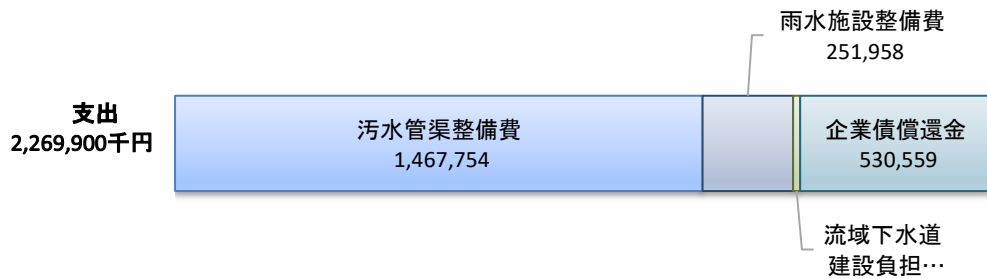 雨水施設整備費
251,958
支出
2,269,900千円
汚水管渠整備費
1,467,754
企業債償還金
530,559
流域下水道
建設負担…